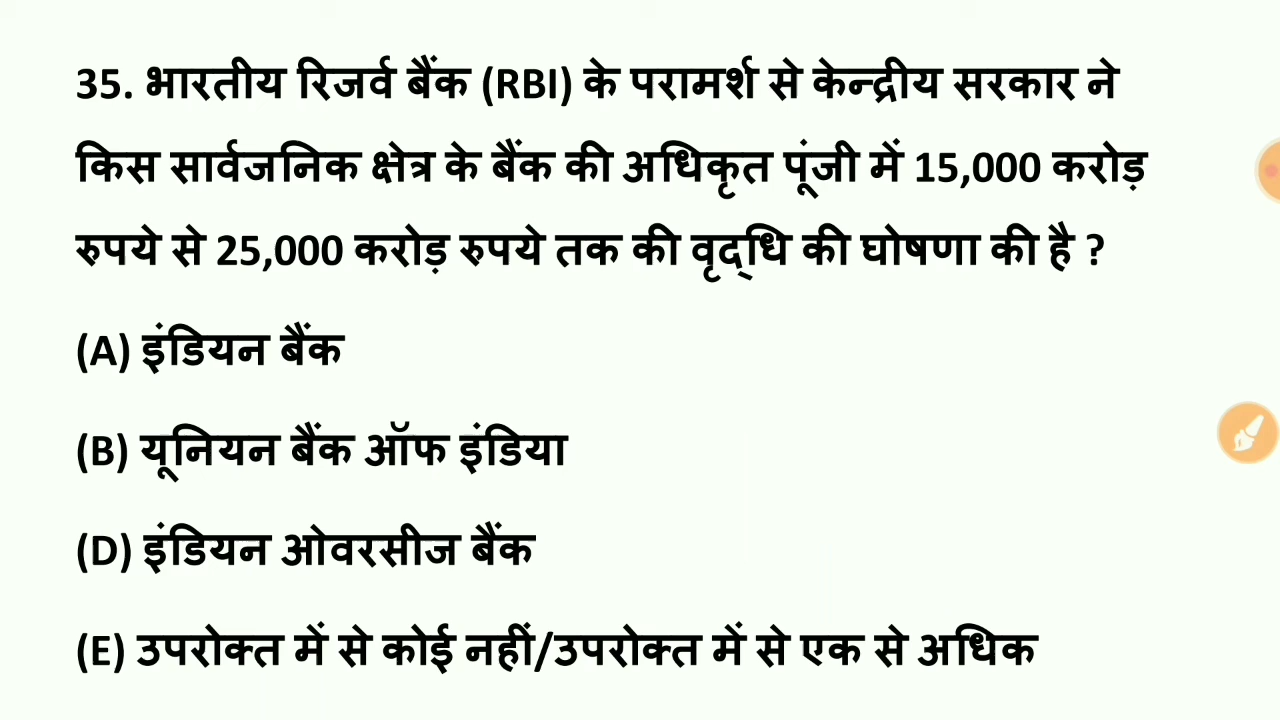 35. भारतीय रिजर्व बैंक (RBI) के परामर्श से केन्द्रीय सरकार ने
किस सार्वजनिक क्षेत्र के बैंक की अधिकृत पूंजी में 15,000 करोड़
रुपये से 25,000 करोड़ रुपये तक की वृद्‌धि की घोषणा की है ?
(A) इंडियन बैंक
(B) यूनियन बैंक ऑफ इंडिया
(D) इंडियन ओवरसीज बैंक
(E) उपरोक्त में से कोई नहीं/उपरोक्त में से एक से अधिक